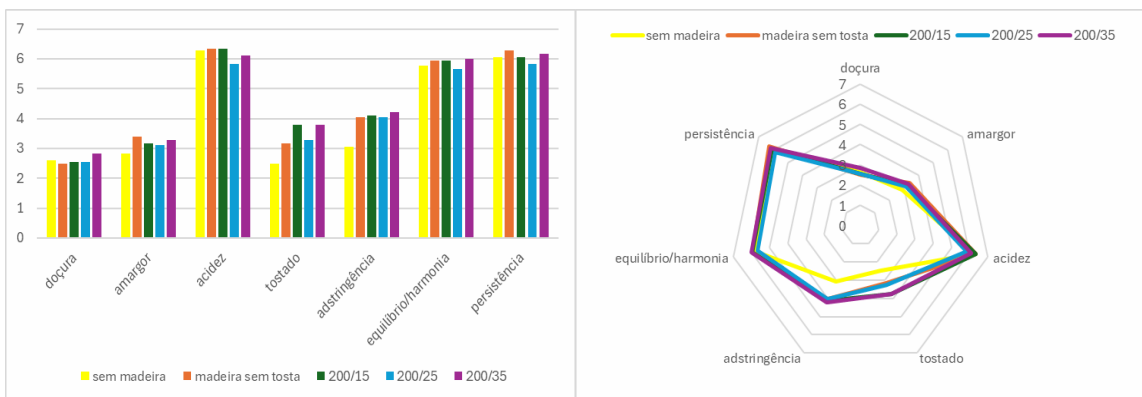 7
6
5
4
3
2
1
0
doçura
amargor
acidez
tostado
adstringência
equilíbrio/harmonia
persistência
sem madeira madeira sem tosta 200/15 200/25 200/35
sem madeira madeira sem tosta 200/15 200/25 200/35
doçura
7
6
5
4
3
2
1
0
persistência
amargor
equilíbrio/harmonia
acidez
adstringência
tostado